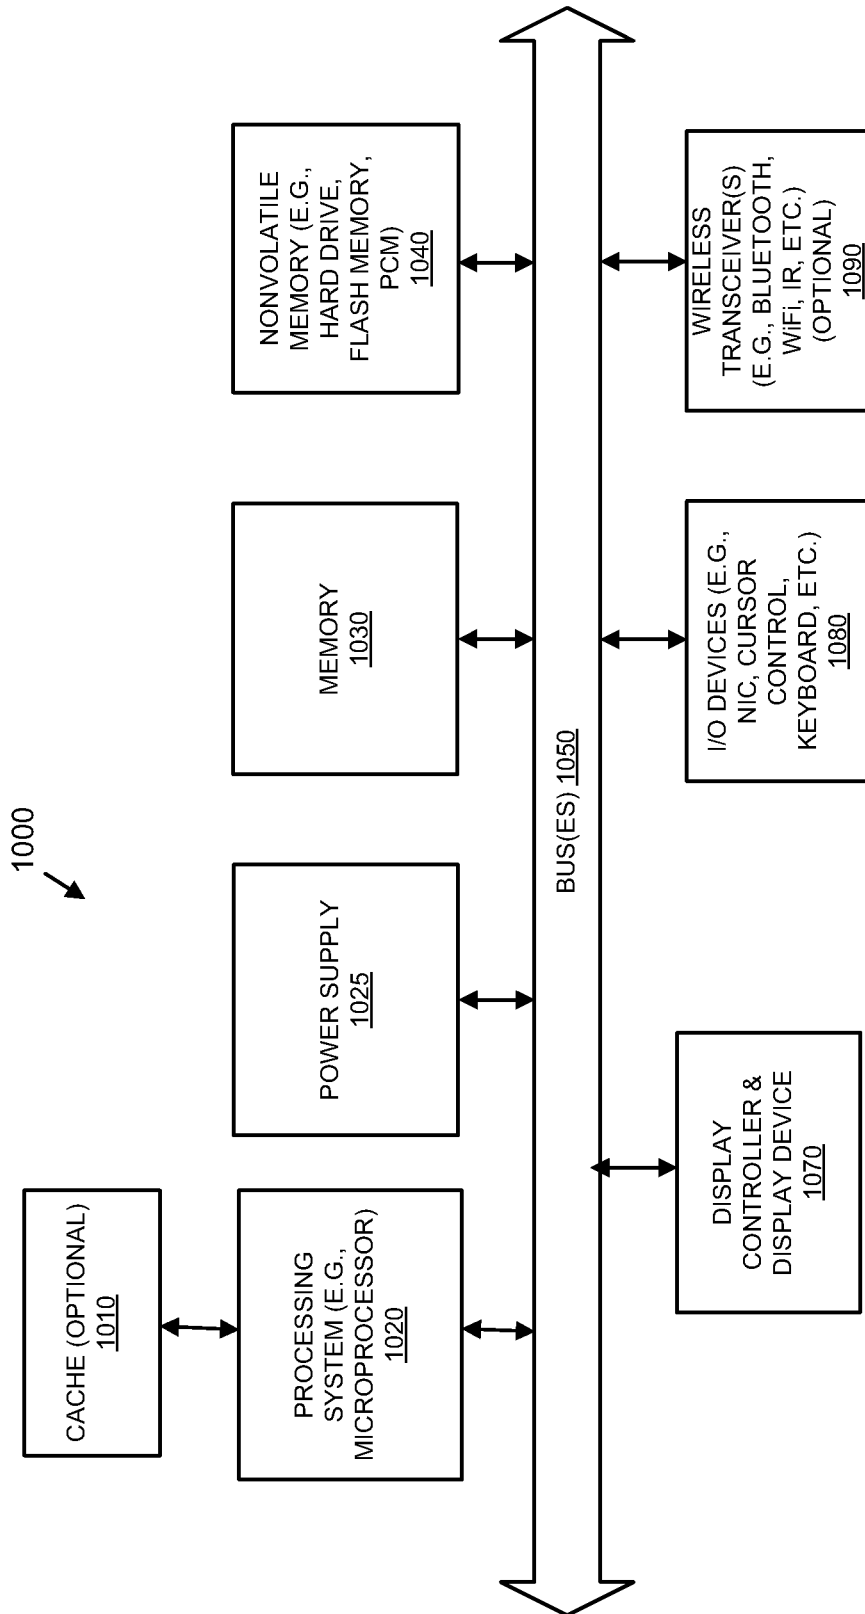 1000
CACHE (OPTIONAL)
1010
PROCESSING
SYSTEM (E.G.,
MICROPROCESSOR)
1020
POWER SUPPLY
1025
MEMORY
1030
NONVOLATILE
MEMORY (E.G.,
HARD DRIVE,
FLASH MEMORY,
PCM)
1040
BUS(ES) 1050
DISPLAY
CONTROLLER &
DISPLAY DEVICE
1070
I/O DEVICES (E.G.,
NIC, CURSOR
CONTROL,
KEYBOARD, ETC.)
1080
WIRELESS
TRANSCEIVER(S)
(E.G., BLUETOOTH,
WiFi, IR, ETC.)
(OPTIONAL)
1090